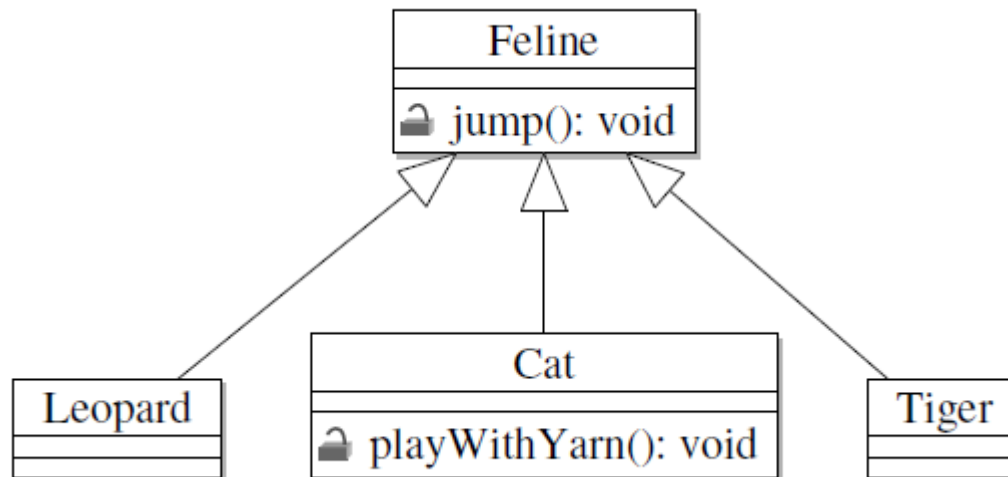 Feline
jump(): void
Cat
Leopard
Tiger
playWithYarn(): void